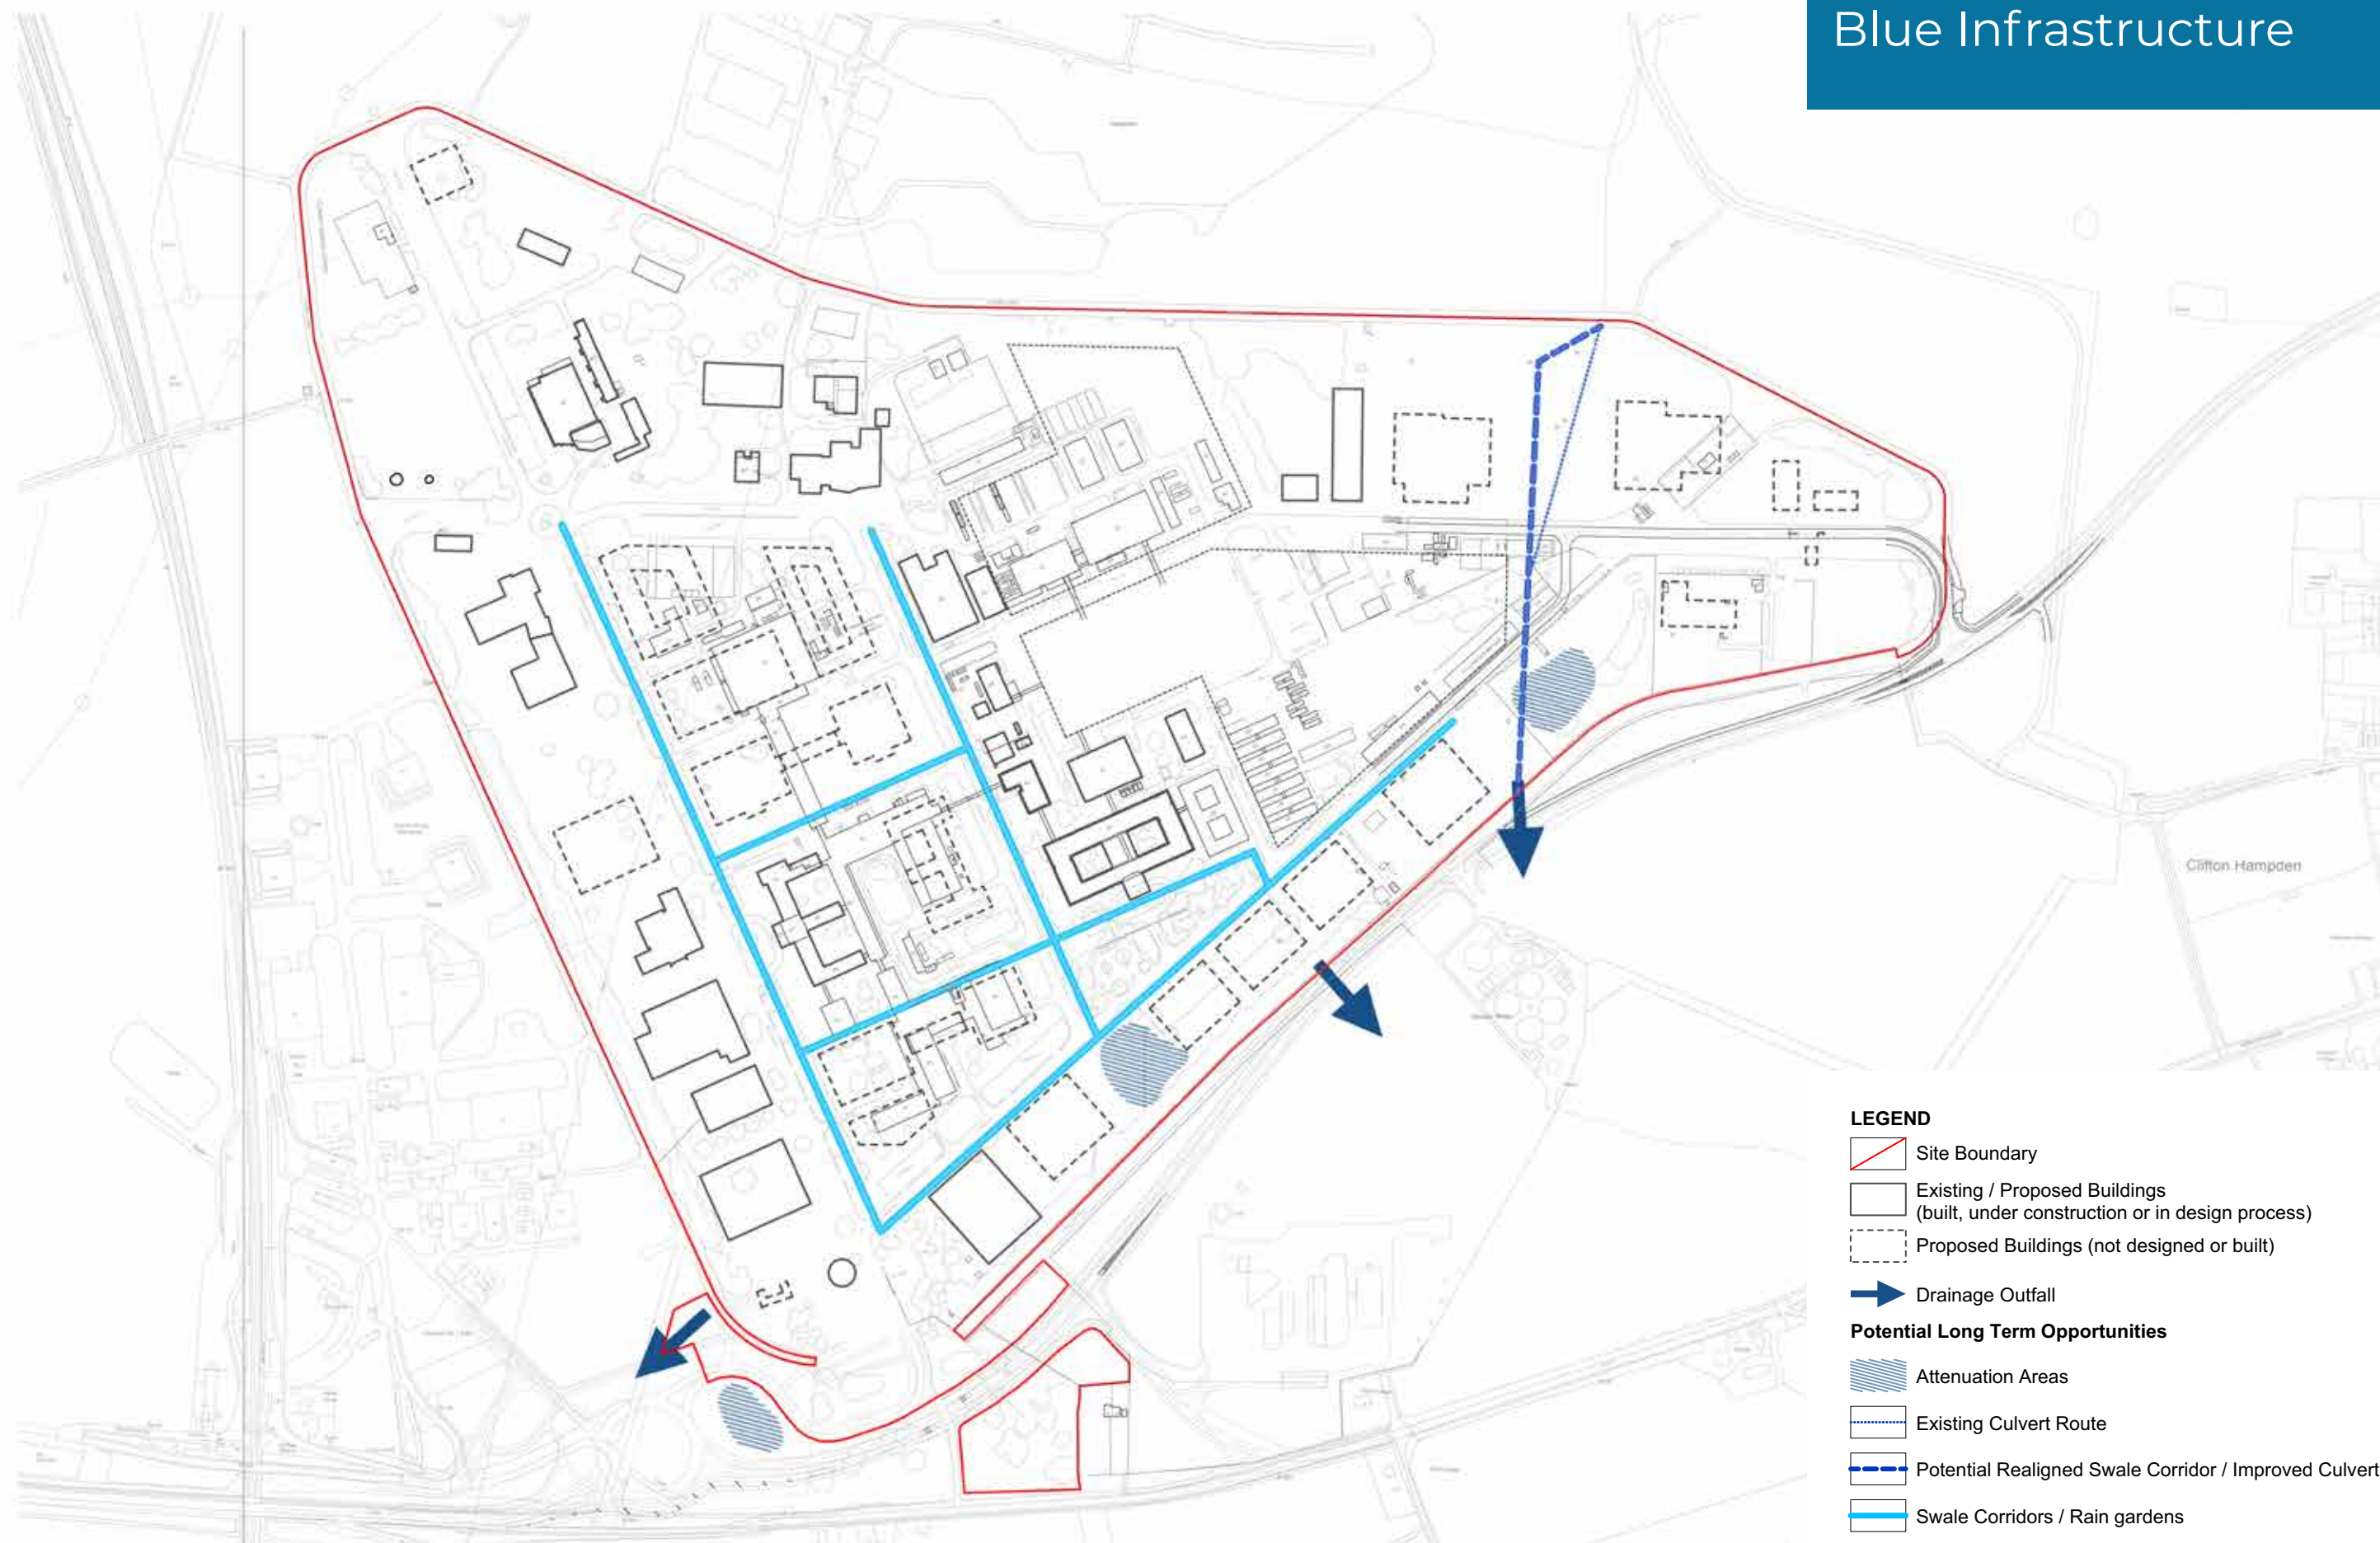 Blue Infrastructure
Clifton Hampden
LEGEND
Site Boundary
Existing / Proposed Buildings
(built, under construction or in design process)
Proposed Buildings (not designed or built)
Drainage Outfall
Potential Long Term Opportunities
Attenuation Areas
Existing Culvert Route
Potential Realigned Swale Corridor / Improved Culvert
Swale Corridors / Rain gardens